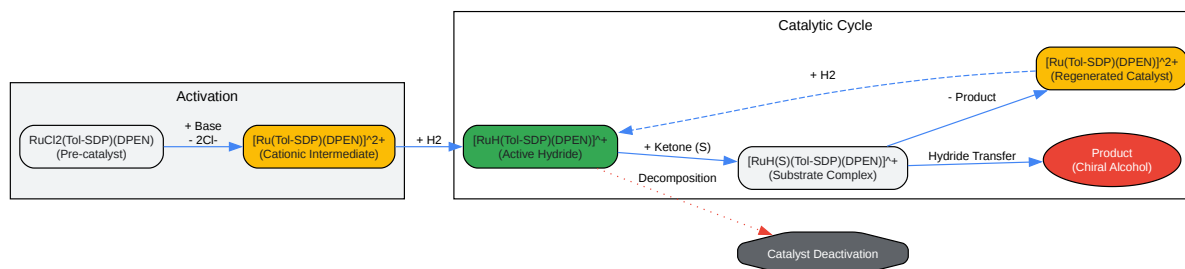 Catalytic Cycle
Activation
RuCl2(Tol-SDP)(DPEN)
(Pre-catalyst)
+ Base
- 2Cl-
[Ru(Tol-SDP)(DPEN)]^2+
(Cationic Intermediate)
+ H2
[RuH(Tol-SDP)(DPEN)]^+
(Active Hydride)
+ Ketone (S)
[RuH(S)(Tol-SDP)(DPEN)]^+
(Substrate Complex)
Hydride Transfer
Product
(Chiral Alcohol)
- Product
[Ru(Tol-SDP)(DPEN)]^2+
(Regenerated Catalyst)
+ H2
Decomposition
Catalyst Deactivation